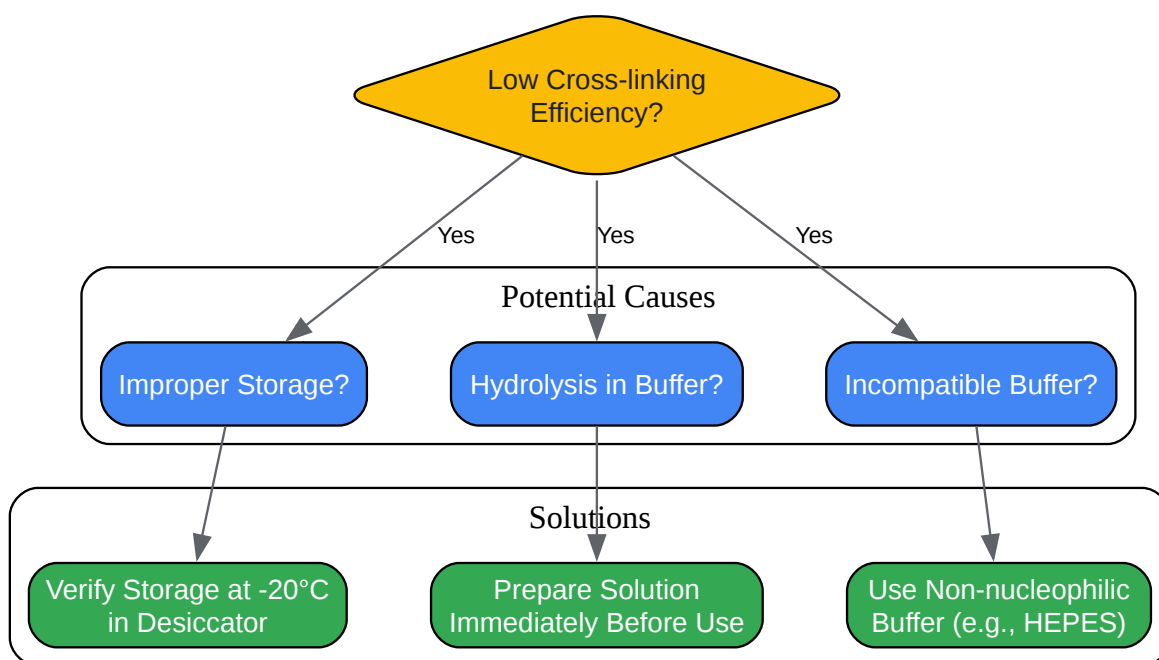 Low Cross-linking
Efficiency?
Yes
Yes
Yes
Potential Causes
Improper Storage?
Hydrolysis in Buffer?
Incompatible Buffer?
Solutions
Verify Storage at -20°C
in Desiccator
Prepare Solution
Immediately Before Use
Use Non-nucleophilic
Buffer (e.g., HEPES)